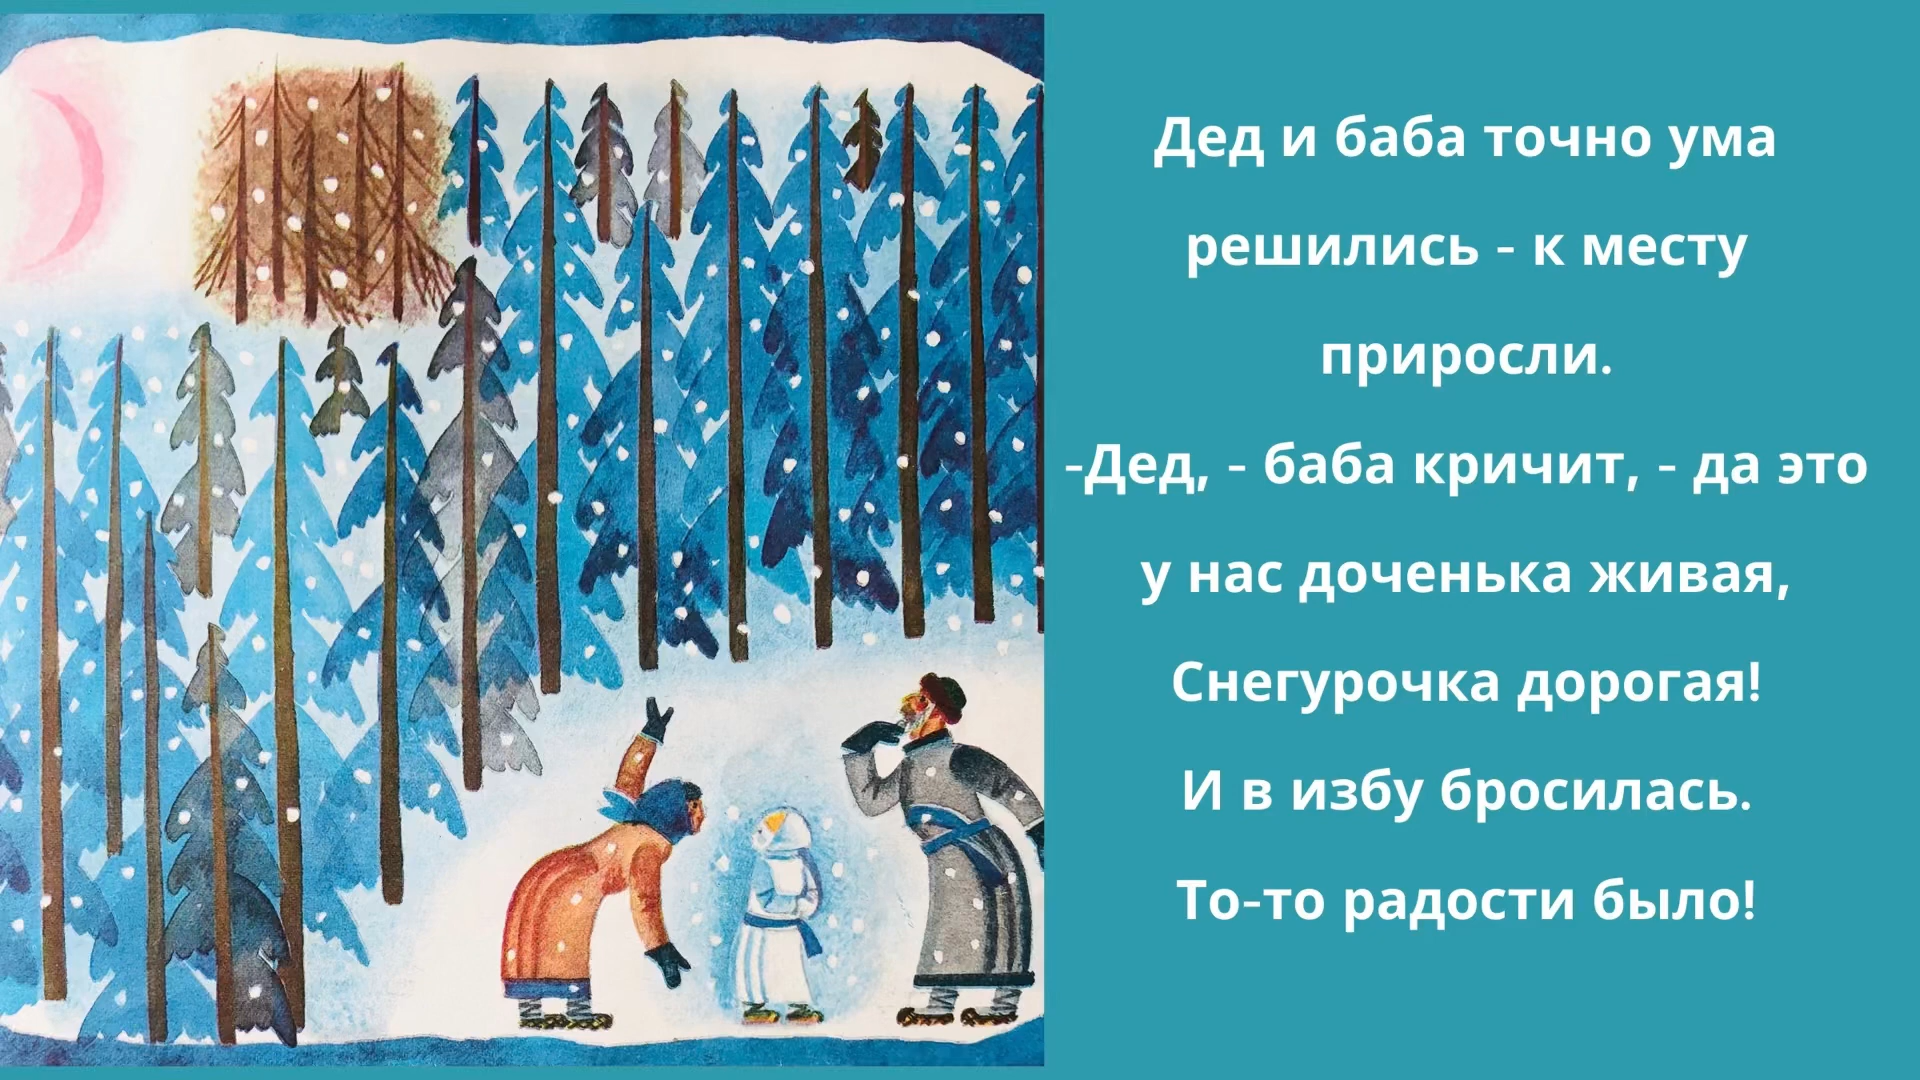 Дед и баба точно ума
решились - к месту
приросли.
-Дед, - баба кричит, - да это
у нас доченька живая,
Снегурочка дорогая!
И в избу бросилась.
То-то радости было!